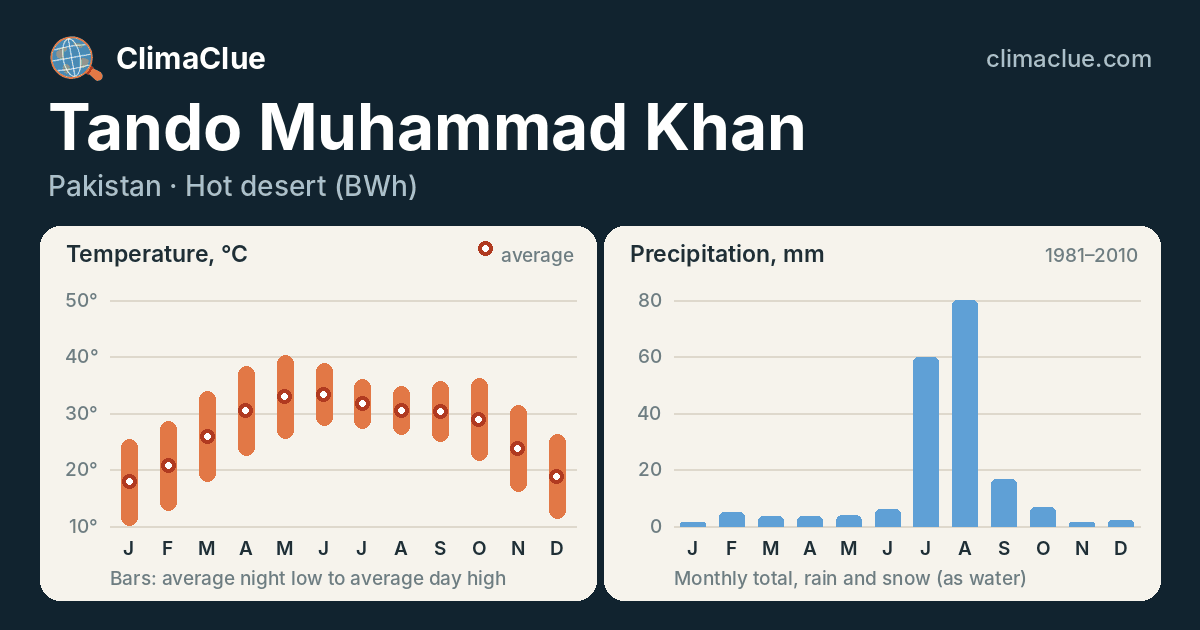 ClimaClue
climaclue.com
Tando Muhammad Khan
Pakistan · Hot desert (BWh)
Temperature, °C
average
50°
40°
30°
20°
10°
J F M A M J J A S O N D
Bars: average night low to average day high
Precipitation, mm
1981–2010
80
60
40
20
0
J F M A M J J A S O N D
Monthly total, rain and snow (as water)